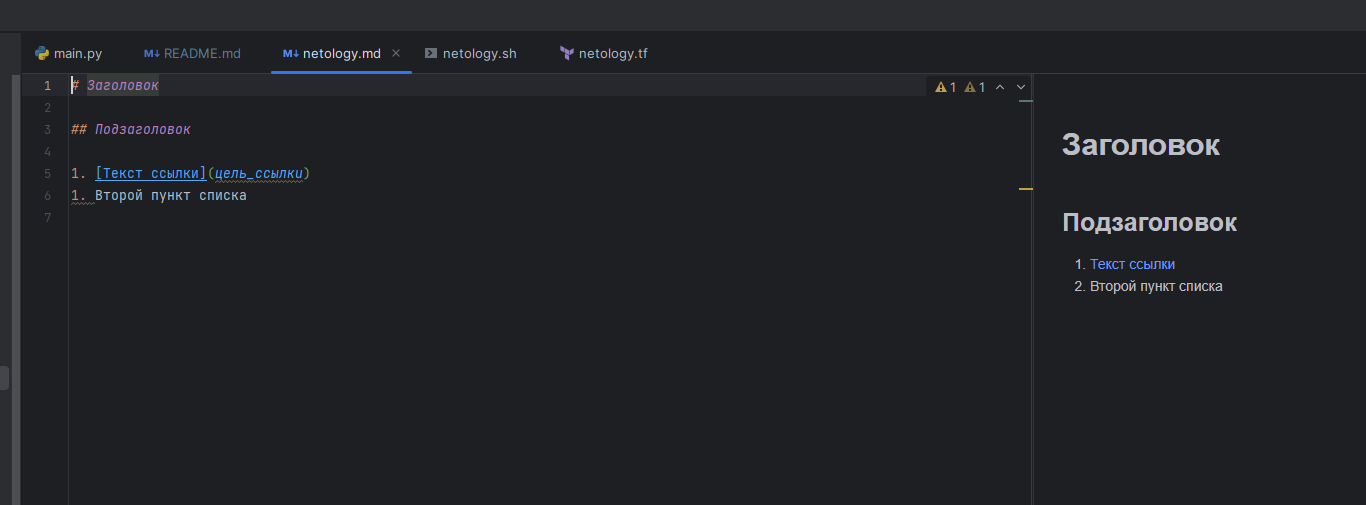 main.py README.md netology.md netology.sh netology.tf
1 # Заголовок 1 1
2
3 ## Подзаголовок
4
5 1. [Текст ссылки](цель_ссылки)
6 1. Второй пункт списка
7
Заголовок
Подзаголовок
1. Текст ссылки
2. Второй пункт списка